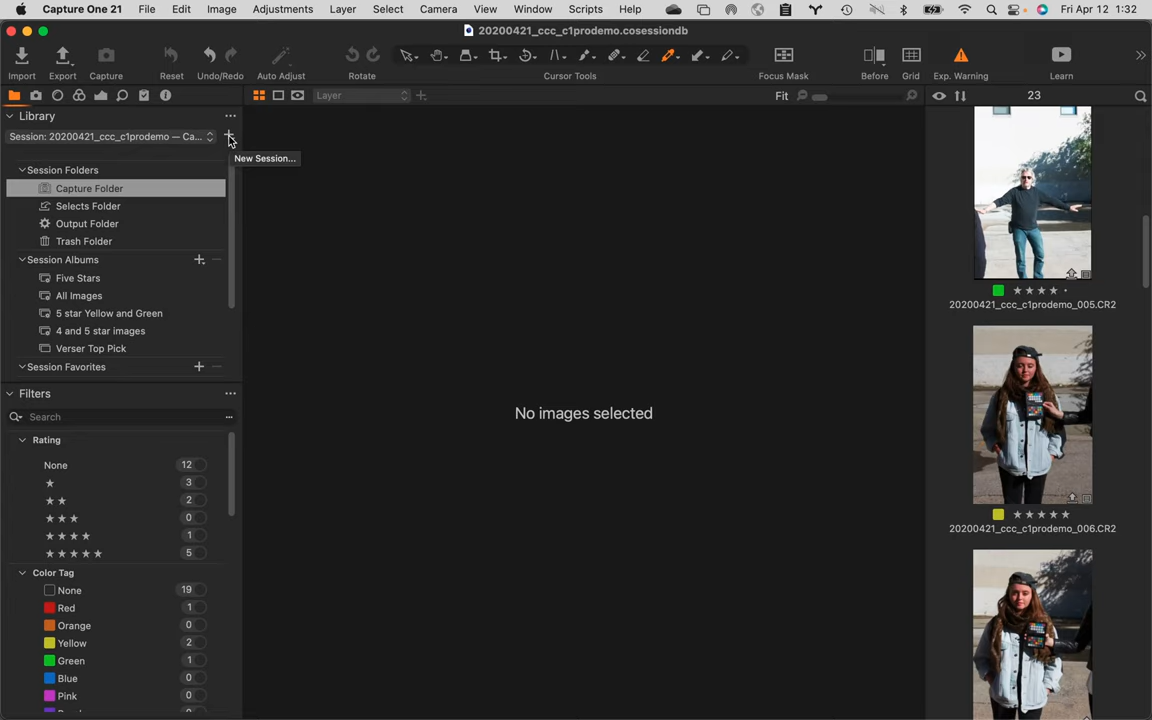 Capture One 21 File Edit Image Adjustments Layer Select Camera View Window Scripts Help Fri Apr 12 1:32
20200421_ccc_c1prodemo.cosessiondb
Import Export Capture Reset Undo/Redo Auto Adjust Rotate Cursor Tools Focus Mask Before Grid Exp. Warning Learn
Layer Fit 23
Library
Session: 20200421_ccc_c1prodemo — Ca...
New Session...
Session Folders
Capture Folder
Selects Folder
Output Folder
Trash Folder
Session Albums
Five Stars
All Images
5 star Yellow and Green
4 and 5 star images
Verser Top Pick
Session Favorites
Filters
Search
Rating
None 12
★ 3
★ ★ 2
★ ★ ★ 0
★ ★ ★ ★ 1
★ ★ ★ ★ ★ 5
Color Tag
None 19
Red 1
Orange 0
Yellow 2
Green 1
Blue 0
Pink 0
No images selected
20200421_ccc_c1prodemo_005.CR2
20200421_ccc_c1prodemo_006.CR2